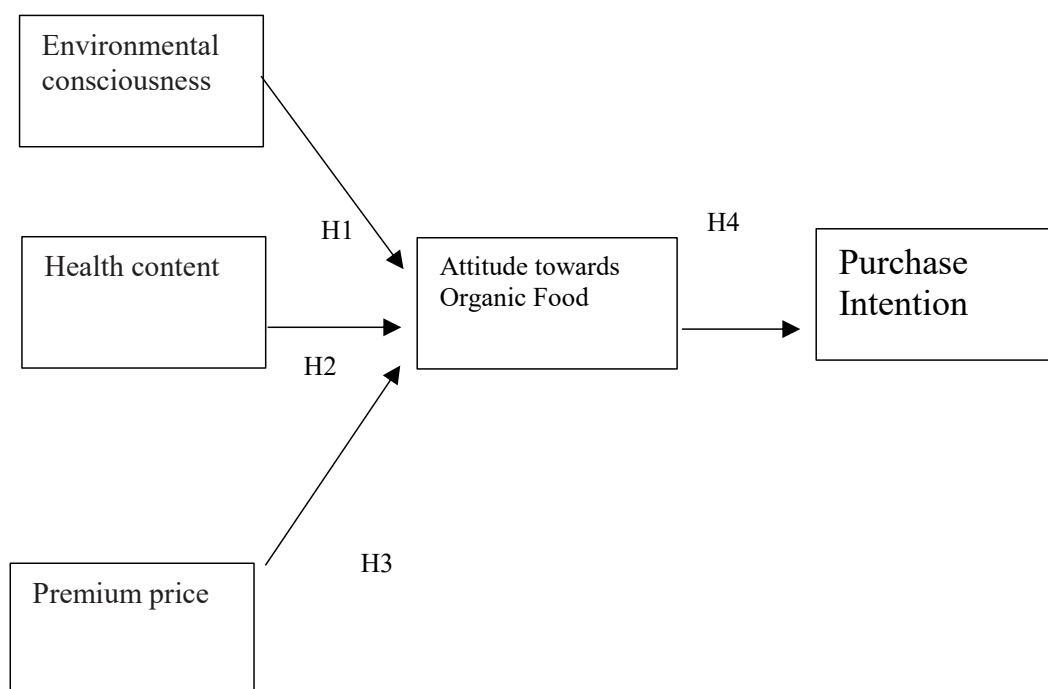 Environmental
consciousness
H1
H4
Health content
Attitude towards
Organic Food
Purchase
Intention
H2
H3
Premium price